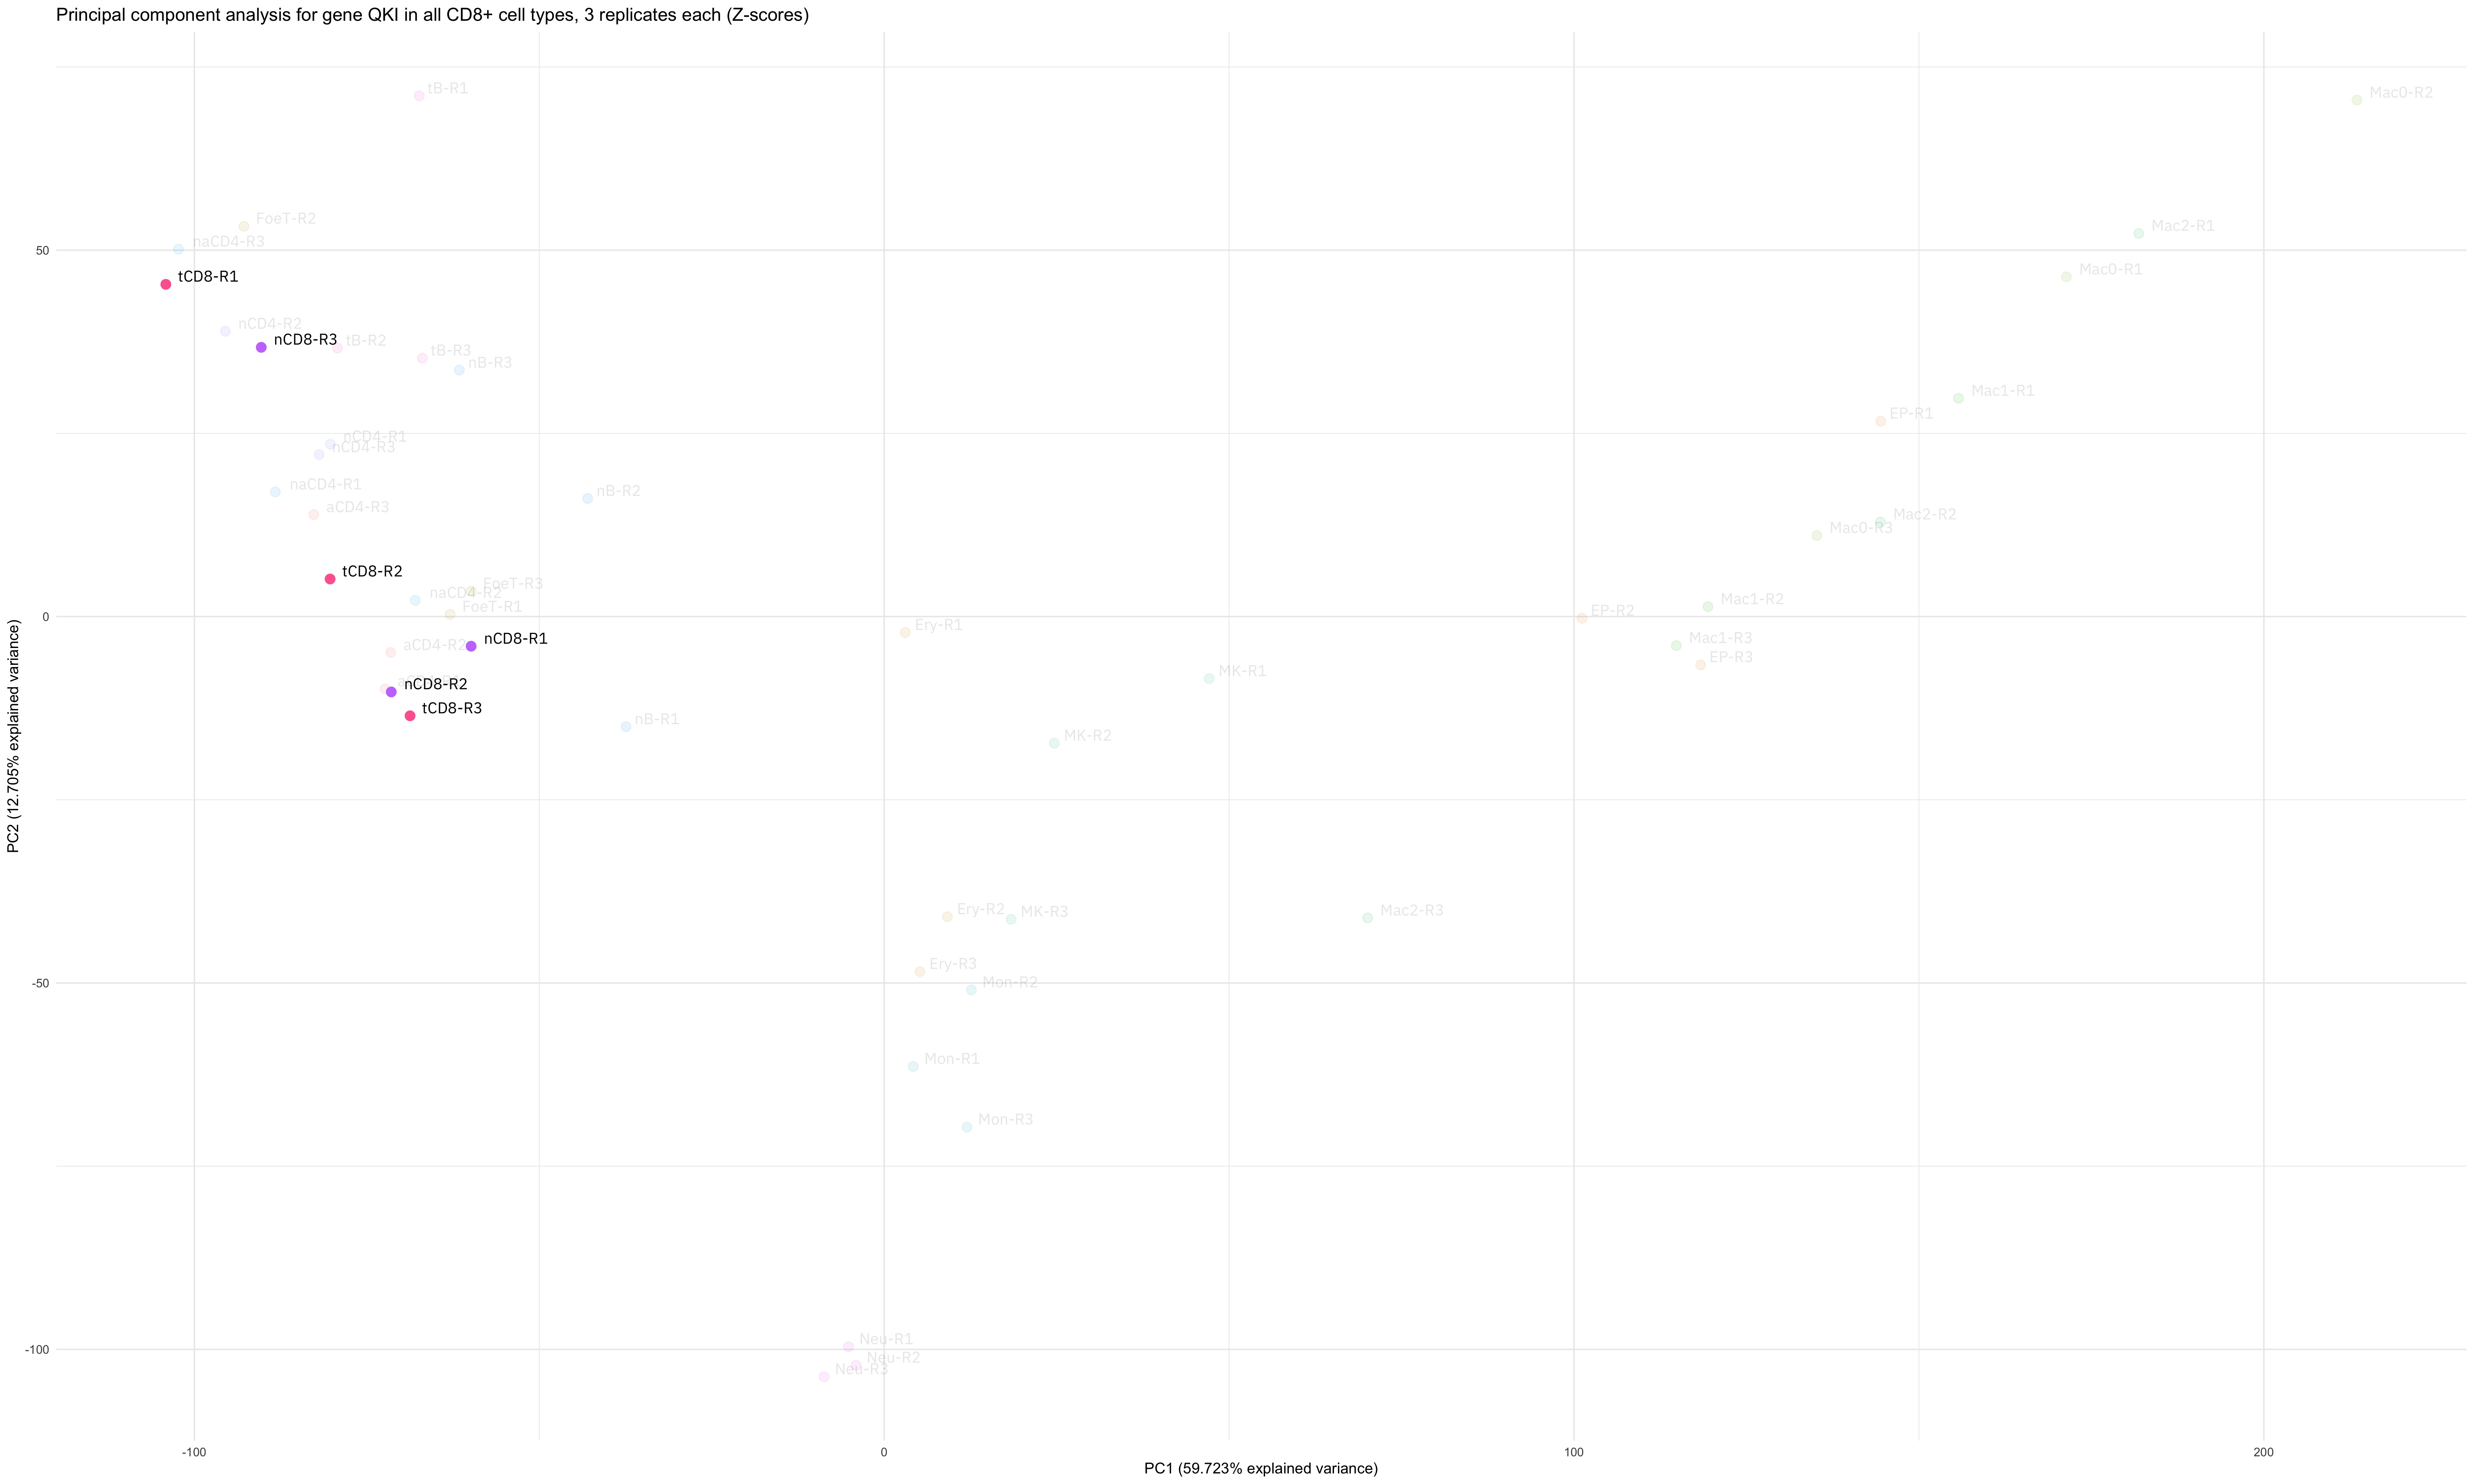 Principal component analysis for gene QKI in all CD8+ cell types, 3 replicates each (Z-scores)
tB-R1
Mac0-R2
FoeT-R2
Mac2-R1
naCD4-R3
50
Mac0-R1
tCD8-R1
nCD4-R2
nCD8-R3
tB-R2
tB-R3
nB-R3
Mac1-R1
EP-R1
nCD4-R1
nCD4-R3
naCD4-R1
nB-R2
aCD4-R3
Mac2-R2
Mac0-R3
tCD8-R2
FoeT-R3
naCD4-R2
Mac1-R2
FoeT-R1
EP-R2
0
Ery-R1
nCD8-R1
aCD4-R2
Mac1-R3
EP-R3
MK-R1
nCD8-R2
tCD8-R3
nB-R1
MK-R2
PC2 (12.705% explained variance)
Ery-R2
MK-R3
Mac2-R3
Ery-R3
-50
Mon-R2
Mon-R1
Mon-R3
Neu-R1
-100
Neu-R2
Neu-R3
-100
0
100
200
PC1 (59.723% explained variance)